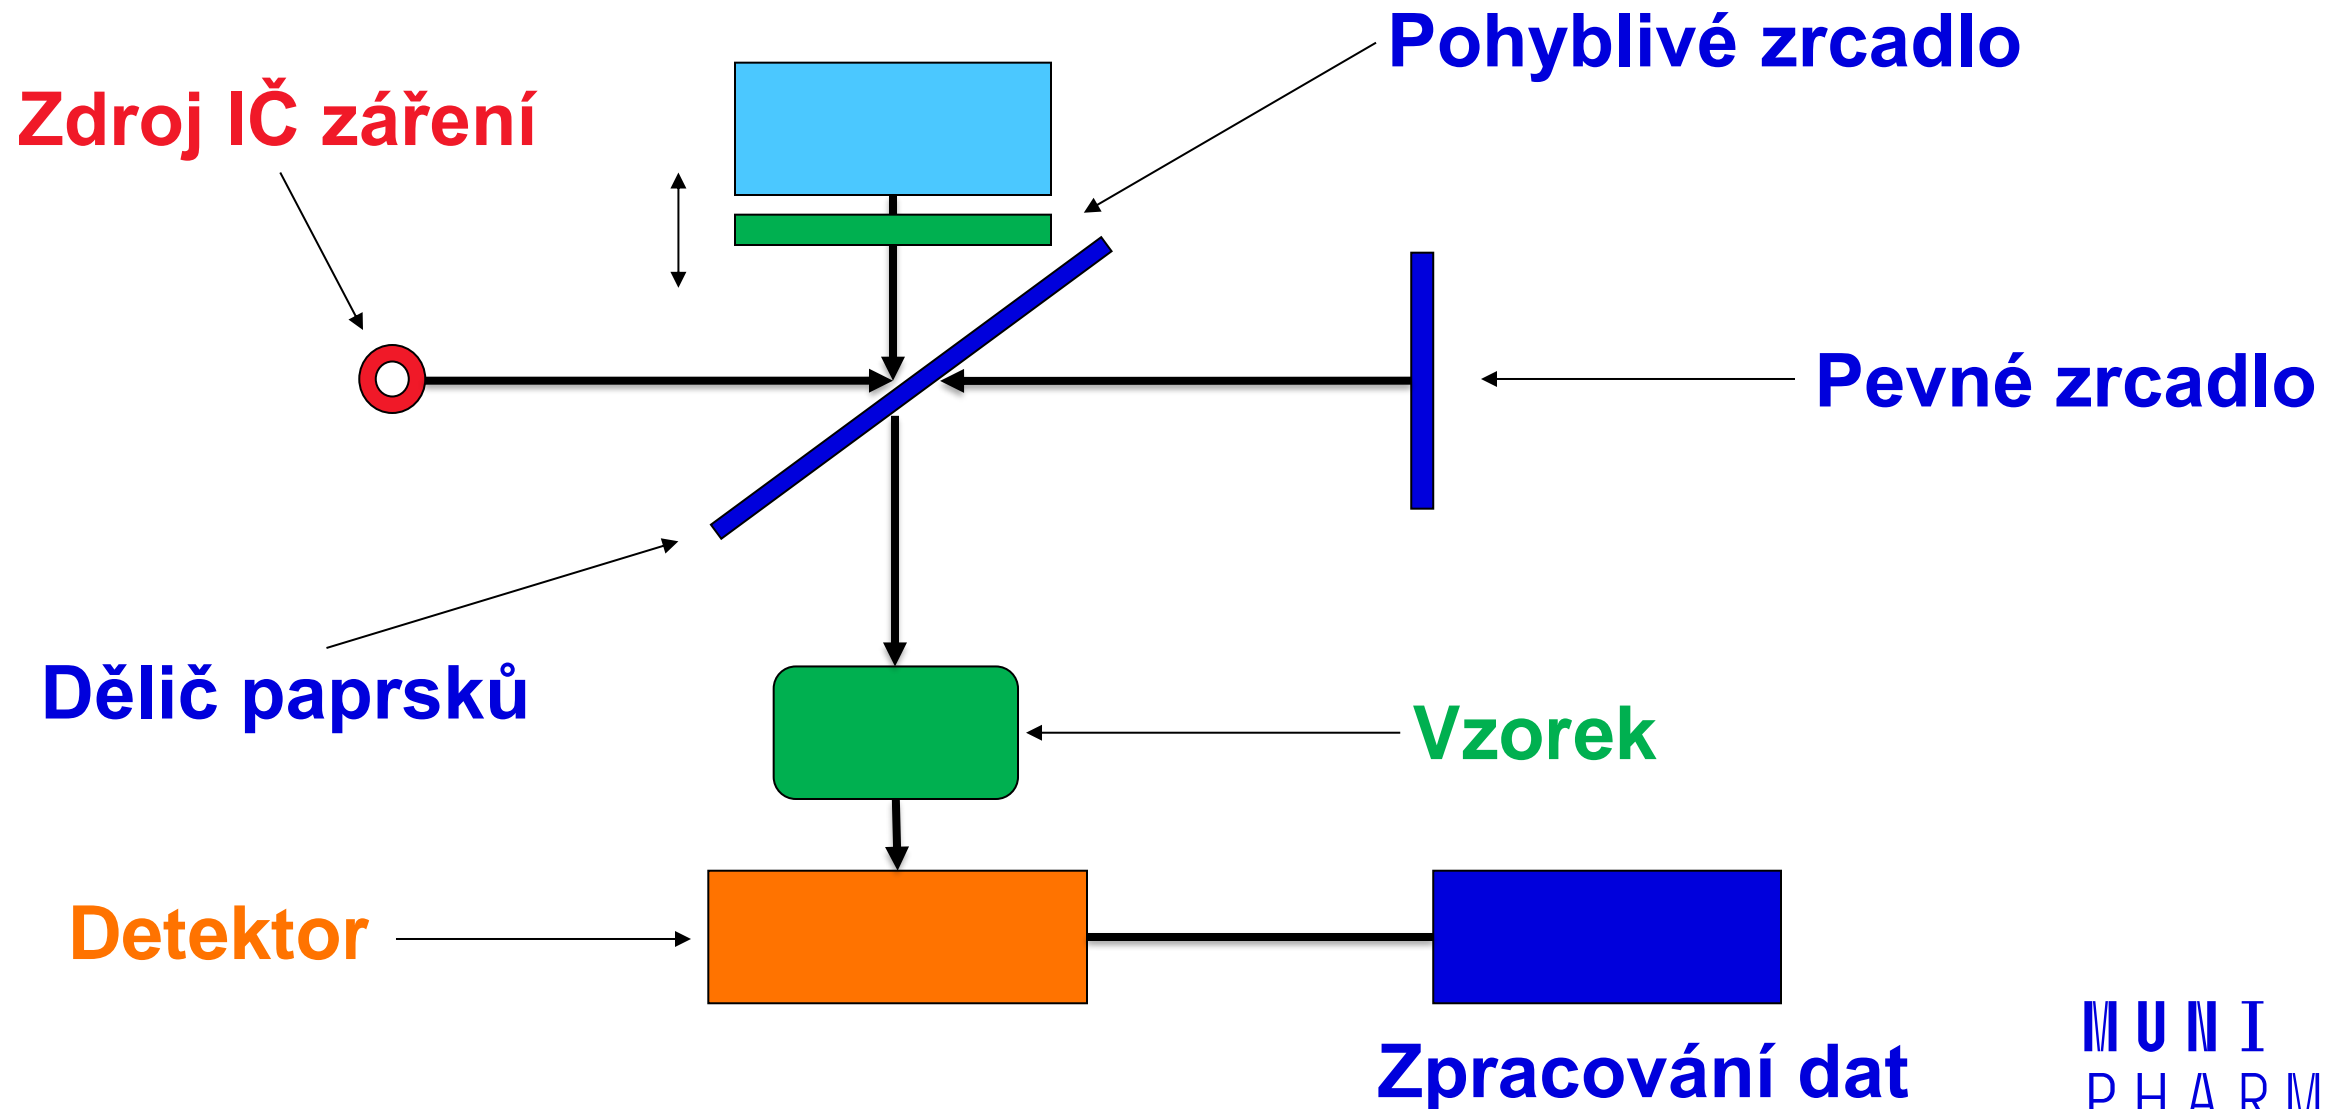 Pohyblivé zrcadlo
Zdroj IČ záření
Pevné zrcadlo
Dělič paprsků
Vzorek
Detektor
Zpracování dat
MUNI
PHARM